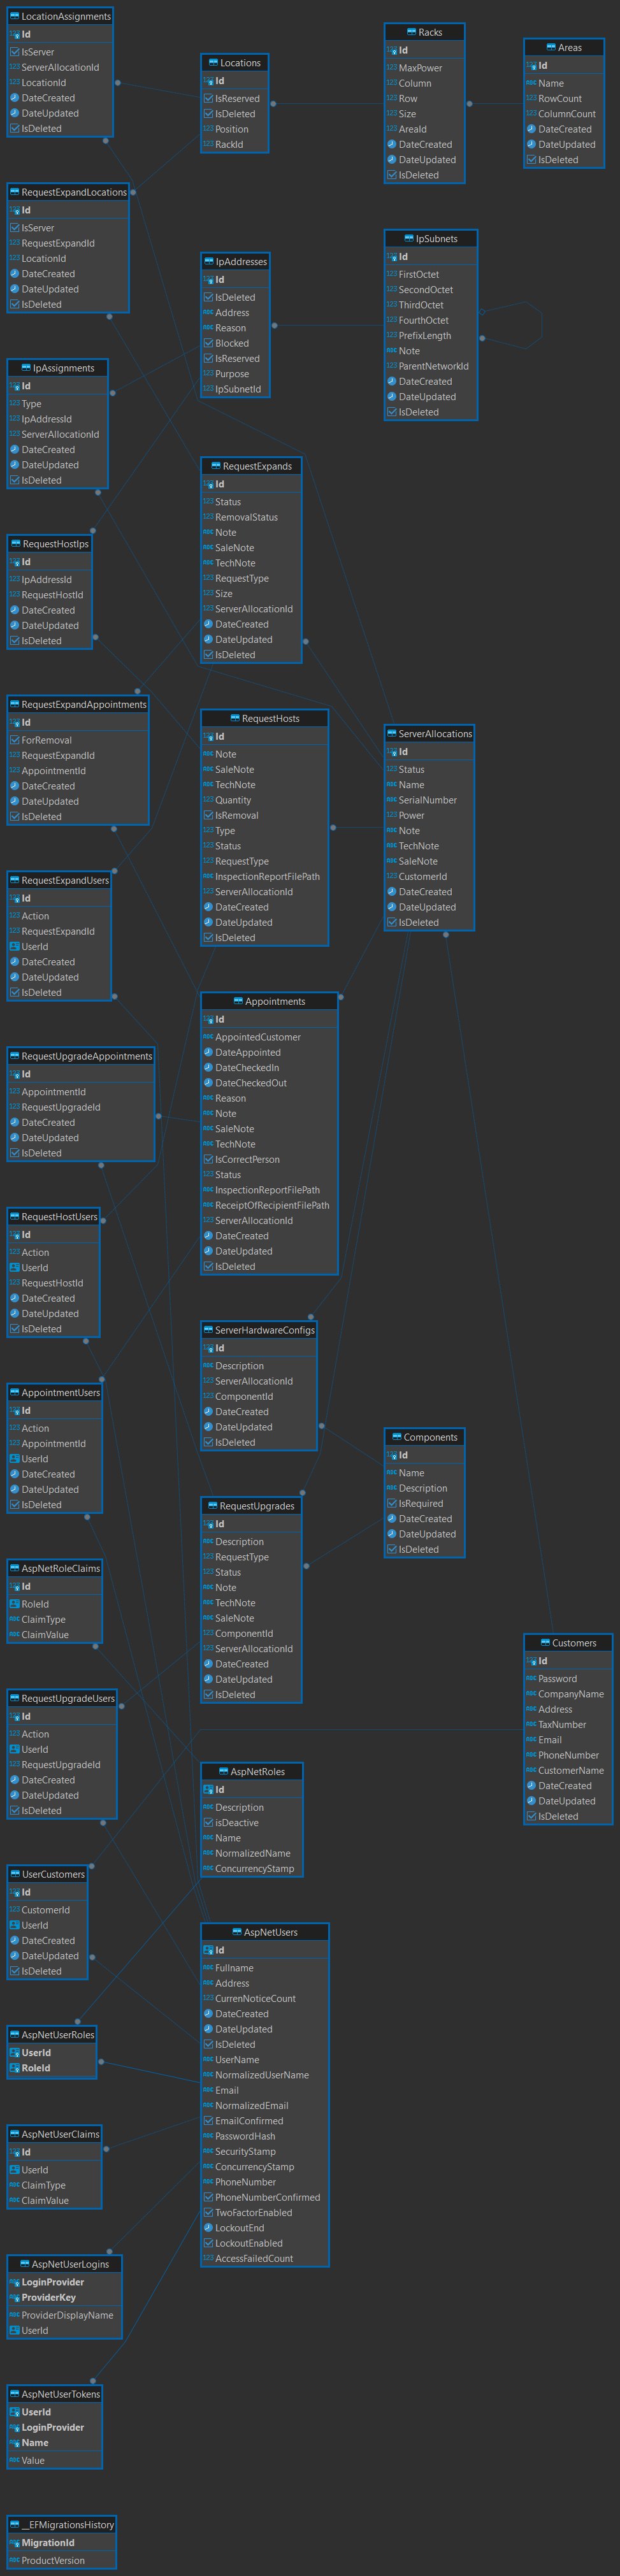 LocationAssignments
Id
IsServer
ServerAllocationId
LocationId
DateCreated
DateUpdated
IsDeleted
RequestExpandLocations
Id
IsServer
RequestExpandId
LocationId
DateCreated
DateUpdated
IsDeleted
IpAssignments
Id
Type
IpAddressId
ServerAllocationId
DateCreated
DateUpdated
IsDeleted
RequestHostIps
Id
IpAddressId
RequestHostId
DateCreated
DateUpdated
IsDeleted
RequestExpandAppointments
Id
ForRemoval
RequestExpandId
AppointmentId
DateCreated
DateUpdated
IsDeleted
RequestExpandUsers
Id
Action
RequestExpandId
UserId
DateCreated
DateUpdated
IsDeleted
RequestUpgradeAppointments
Id
AppointmentId
RequestUpgradeId
DateCreated
DateUpdated
IsDeleted
RequestHostUsers
Id
Action
UserId
RequestHostId
DateCreated
DateUpdated
IsDeleted
AppointmentUsers
Id
Action
AppointmentId
UserId
DateCreated
DateUpdated
IsDeleted
AspNetRoleClaims
Id
RoleId
ClaimType
ClaimValue
RequestUpgradeUsers
Id
Action
UserId
RequestUpgradeId
DateCreated
DateUpdated
IsDeleted
UserCustomers
Id
CustomerId
UserId
DateCreated
DateUpdated
IsDeleted
AspNetUserRoles
UserId
RoleId
AspNetUserClaims
Id
UserId
ClaimType
ClaimValue
AspNetUserLogins
LoginProvider
ProviderKey
ProviderDisplayName
UserId
AspNetUserTokens
UserId
LoginProvider
Name
Value
__EFMigrationsHistory
MigrationId
ProductVersion
Locations
Id
IsReserved
IsDeleted
Position
RackId
IpAddresses
Id
IsDeleted
Address
Reason
Blocked
IsReserved
Purpose
IpSubnetId
RequestExpands
Id
Status
RemovalStatus
Note
SaleNote
TechNote
RequestType
Size
ServerAllocationId
DateCreated
DateUpdated
IsDeleted
RequestHosts
Id
Note
SaleNote
TechNote
Quantity
IsRemoval
Type
Status
RequestType
InspectionReportFilePath
ServerAllocationId
DateCreated
DateUpdated
IsDeleted
Appointments
Id
AppointedCustomer
DateAppointed
DateCheckedIn
DateCheckedOut
Reason
Note
SaleNote
TechNote
IsCorrectPerson
Status
InspectionReportFilePath
ReceiptOfRecipientFilePath
ServerAllocationId
DateCreated
DateUpdated
IsDeleted
ServerHardwareConfigs
Id
Description
ServerAllocationId
ComponentId
DateCreated
DateUpdated
IsDeleted
RequestUpgrades
Id
Description
RequestType
Status
Note
TechNote
SaleNote
ComponentId
ServerAllocationId
DateCreated
DateUpdated
IsDeleted
AspNetRoles
Id
Description
isDeactive
Name
NormalizedName
ConcurrencyStamp
AspNetUsers
Id
Fullname
Address
CurrenNoticeCount
DateCreated
DateUpdated
IsDeleted
UserName
NormalizedUserName
Email
NormalizedEmail
EmailConfirmed
PasswordHash
SecurityStamp
ConcurrencyStamp
PhoneNumber
PhoneNumberConfirmed
TwoFactorEnabled
LockoutEnd
LockoutEnabled
AccessFailedCount
Racks
Id
MaxPower
Column
Row
Size
AreaId
DateCreated
DateUpdated
IsDeleted
IpSubnets
Id
FirstOctet
SecondOctet
ThirdOctet
FourthOctet
PrefixLength
Note
ParentNetworkId
DateCreated
DateUpdated
IsDeleted
ServerAllocations
Id
Status
Name
SerialNumber
Power
Note
TechNote
SaleNote
CustomerId
DateCreated
DateUpdated
IsDeleted
Components
Id
Name
Description
IsRequired
DateCreated
DateUpdated
IsDeleted
Areas
Id
Name
RowCount
ColumnCount
DateCreated
DateUpdated
IsDeleted
Customers
Id
Password
CompanyName
Address
TaxNumber
Email
PhoneNumber
CustomerName
DateCreated
DateUpdated
IsDeleted